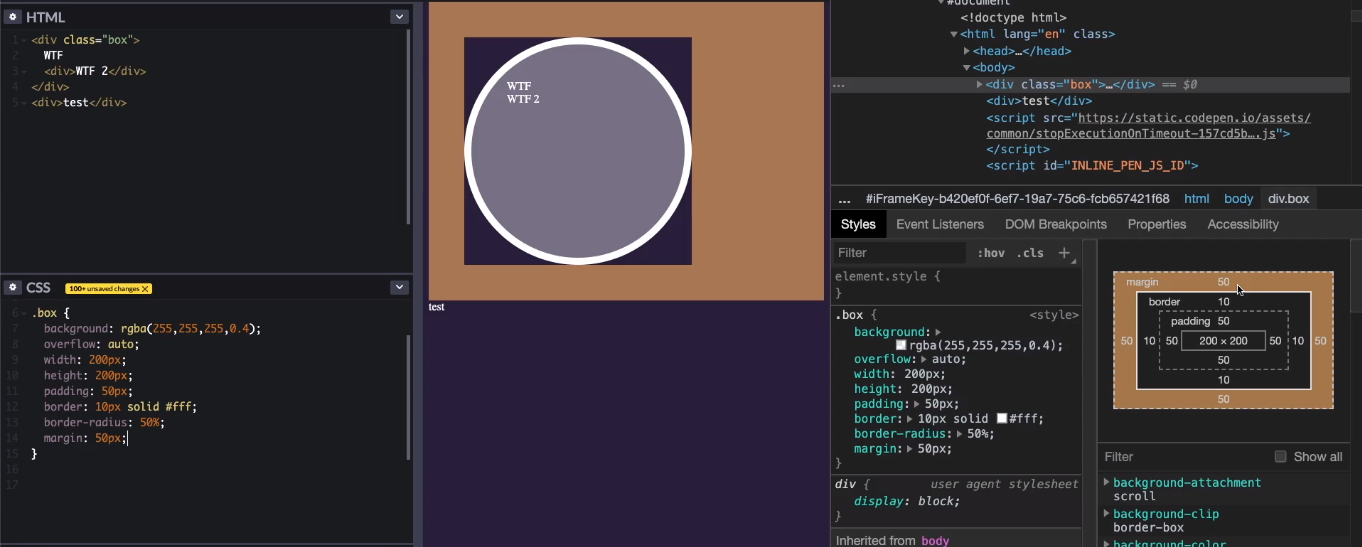 HTML
1 <div class="box">
2 WTF
3 <div>WTF 2</div>
4 </div>
5 <div>test</div>
CSS 100+ unsaved changes X
6 .box {
7 background: rgba(255,255,255,0.4);
8 overflow: auto;
9 width: 200px;
10 height: 200px;
11 padding: 50px;
12 border: 10px solid #fff;
13 border-radius: 50%;
14 margin: 50px;
15 }
16
17
WTF
WTF 2
test
#document
<!doctype html>
<html lang="en" class>
<head>…</head>
<body>
… <div class="box">…</div> == $0
<div>test</div>
<script src="https://static.codepen.io/assets/
common/stopExecutionOnTimeout-157cd5b….js">
</script>
<script id="INLINE_PEN_JS_ID">
… #iFrameKey-b420ef0f-6ef7-19a7-75c6-fcb657421f68 html body div.box
Styles Event Listeners DOM Breakpoints Properties Accessibility
Filter :hov .cls +
element.style {
}
.box { <style>
background:
rgba(255,255,255,0.4);
overflow: auto;
width: 200px;
height: 200px;
padding: 50px;
border: 10px solid #fff;
border-radius: 50%;
margin: 50px;
}
div { user agent stylesheet
display: block;
}
Inherited from body
margin 50
border 10
padding 50
50 10 50 200 × 200 50 10 50
50
10
50
Filter Show all
background-attachment
scroll
background-clip
border-box
background-color